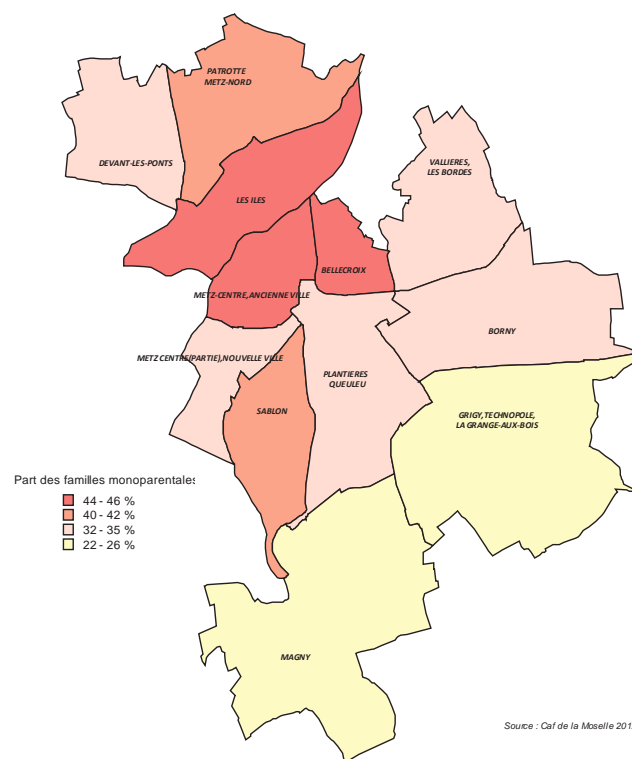 PATROTTE
METZ-NORD
DEVANT-LES-PONTS
VALLIERES,
LES BORDES
LES ILES
BELLECROIX
METZ-CENTRE,ANCIENNE VILLE
BORNY
METZ CENTRE(PARTIE),NOUVELLE VILLE
PLANTIERES
QUEULEU
SABLON
GRIGY,TECHNOPOLE,
LA GRANGE-AUX-BOIS
Part des familles monoparentales
44 - 46 %
40 - 42 %
32 - 35 %
22 - 26 %
MAGNY
Source : Caf de la Moselle